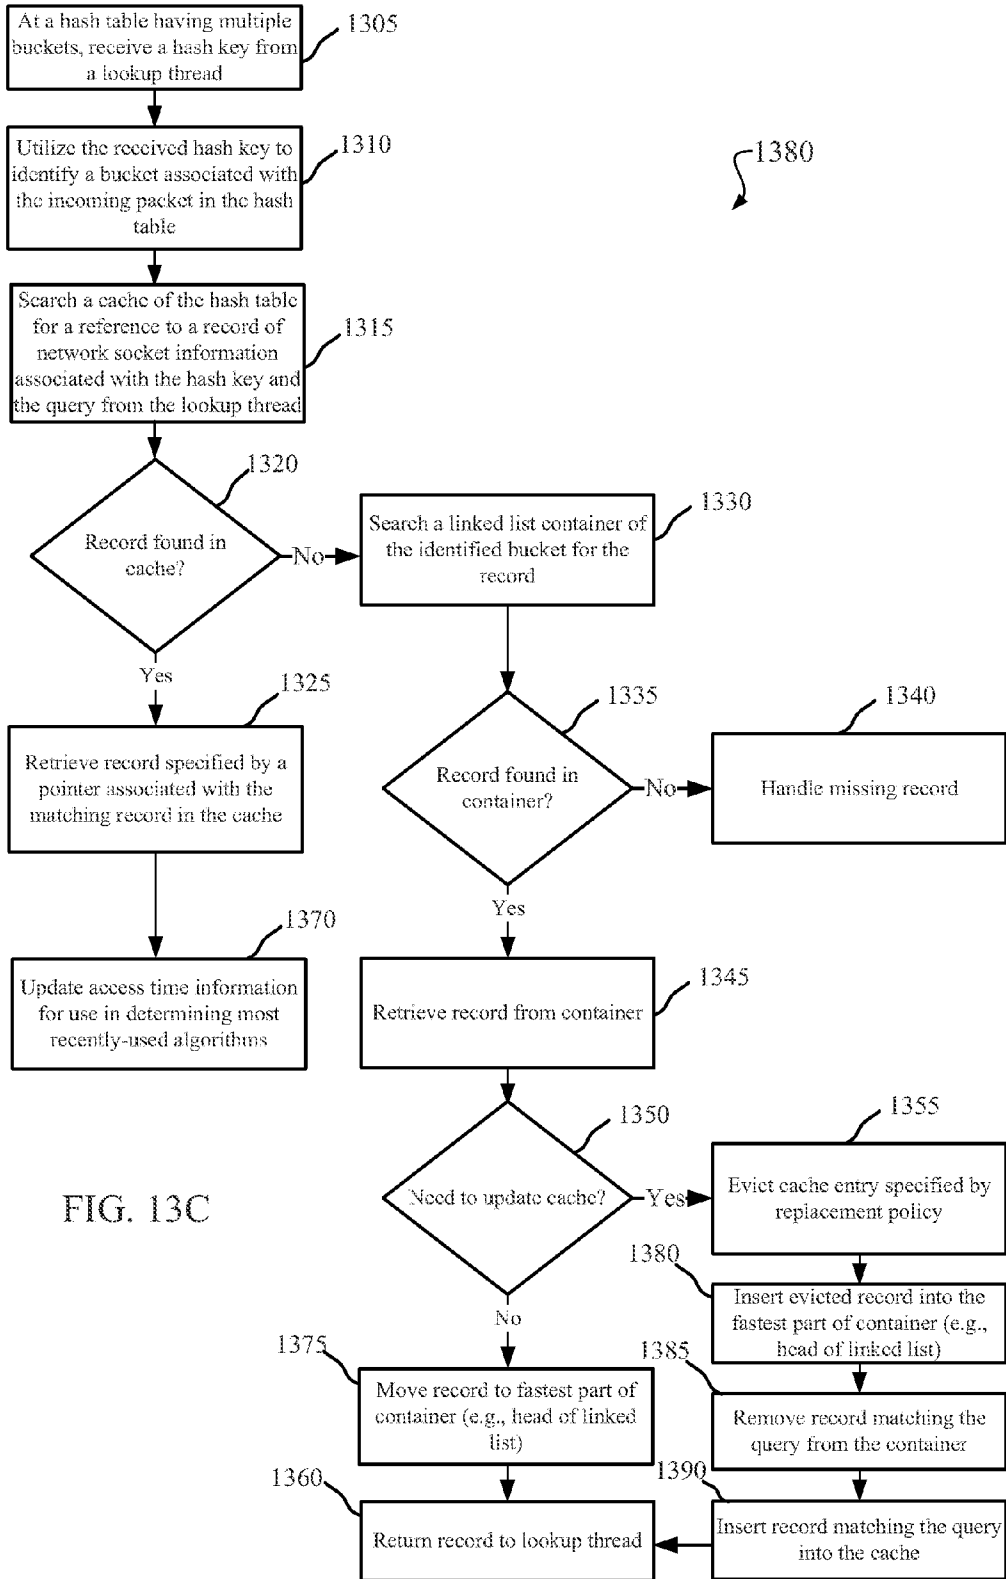 At a hash table having multiple
buckets, receive a hash key from
a lookup thread
1305
Utilize the received hash key to
identify a bucket associated with
the incoming packet in the hash
table
1310
1380
Search a cache of the hash table
for a reference to a record of
network socket information
associated with the hash key and
the query from the lookup thread
1315
1320
Record found in
cache?
No
Search a linked list container of
the identified bucket for the
record
1330
Yes
1325
Retrieve record specified by a
pointer associated with the
matching record in the cache
1335
Record found in
container?
No
1340
Handle missing record
Yes
1370
Update access time information
for use in determining most
recently-used algorithms
1345
Retrieve record from container
1350
Need to update cache?
Yes
1355
Evict cache entry specified by
replacement policy
FIG. 13C
1380
Insert evicted record into the
fastest part of container (e.g.,
head of linked list)
No
1375
Move record to fastest part of
container (e.g., head of linked
list)
1385
Remove record matching the
query from the container
1390
Insert record matching the query
into the cache
1360
Return record to lookup thread